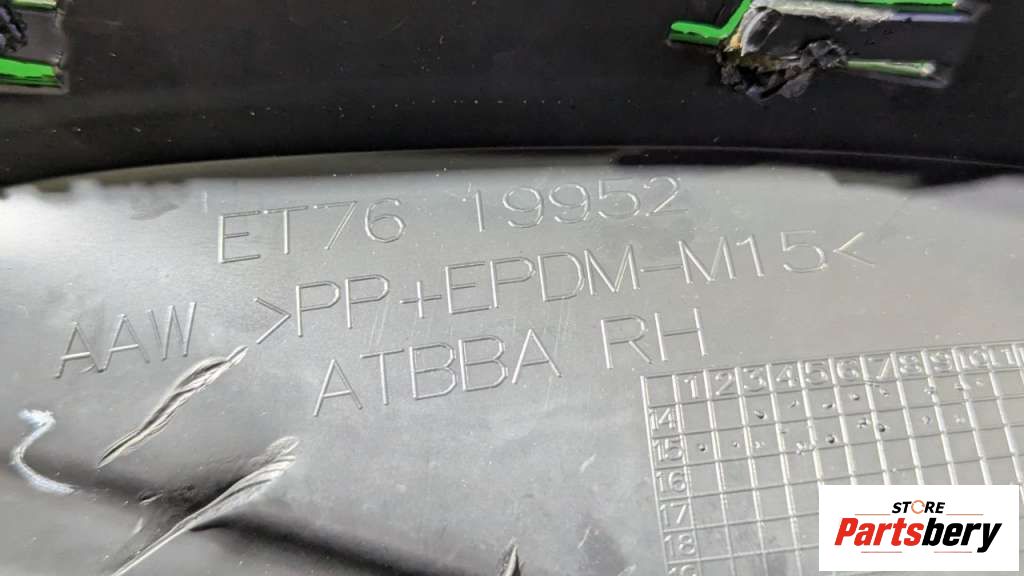 ET76 19952
AAW >PP+EPDM-M15<
ATBBA RH
1 2 3 4 5 6 7 8 9 10 1
14
15
16
17
18
STORE
Partsbery